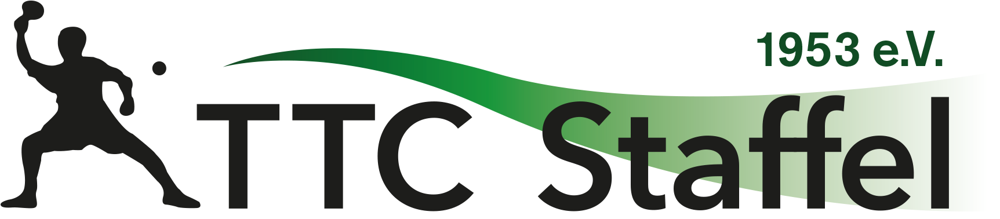 1953 e.V.
TTC Staffel